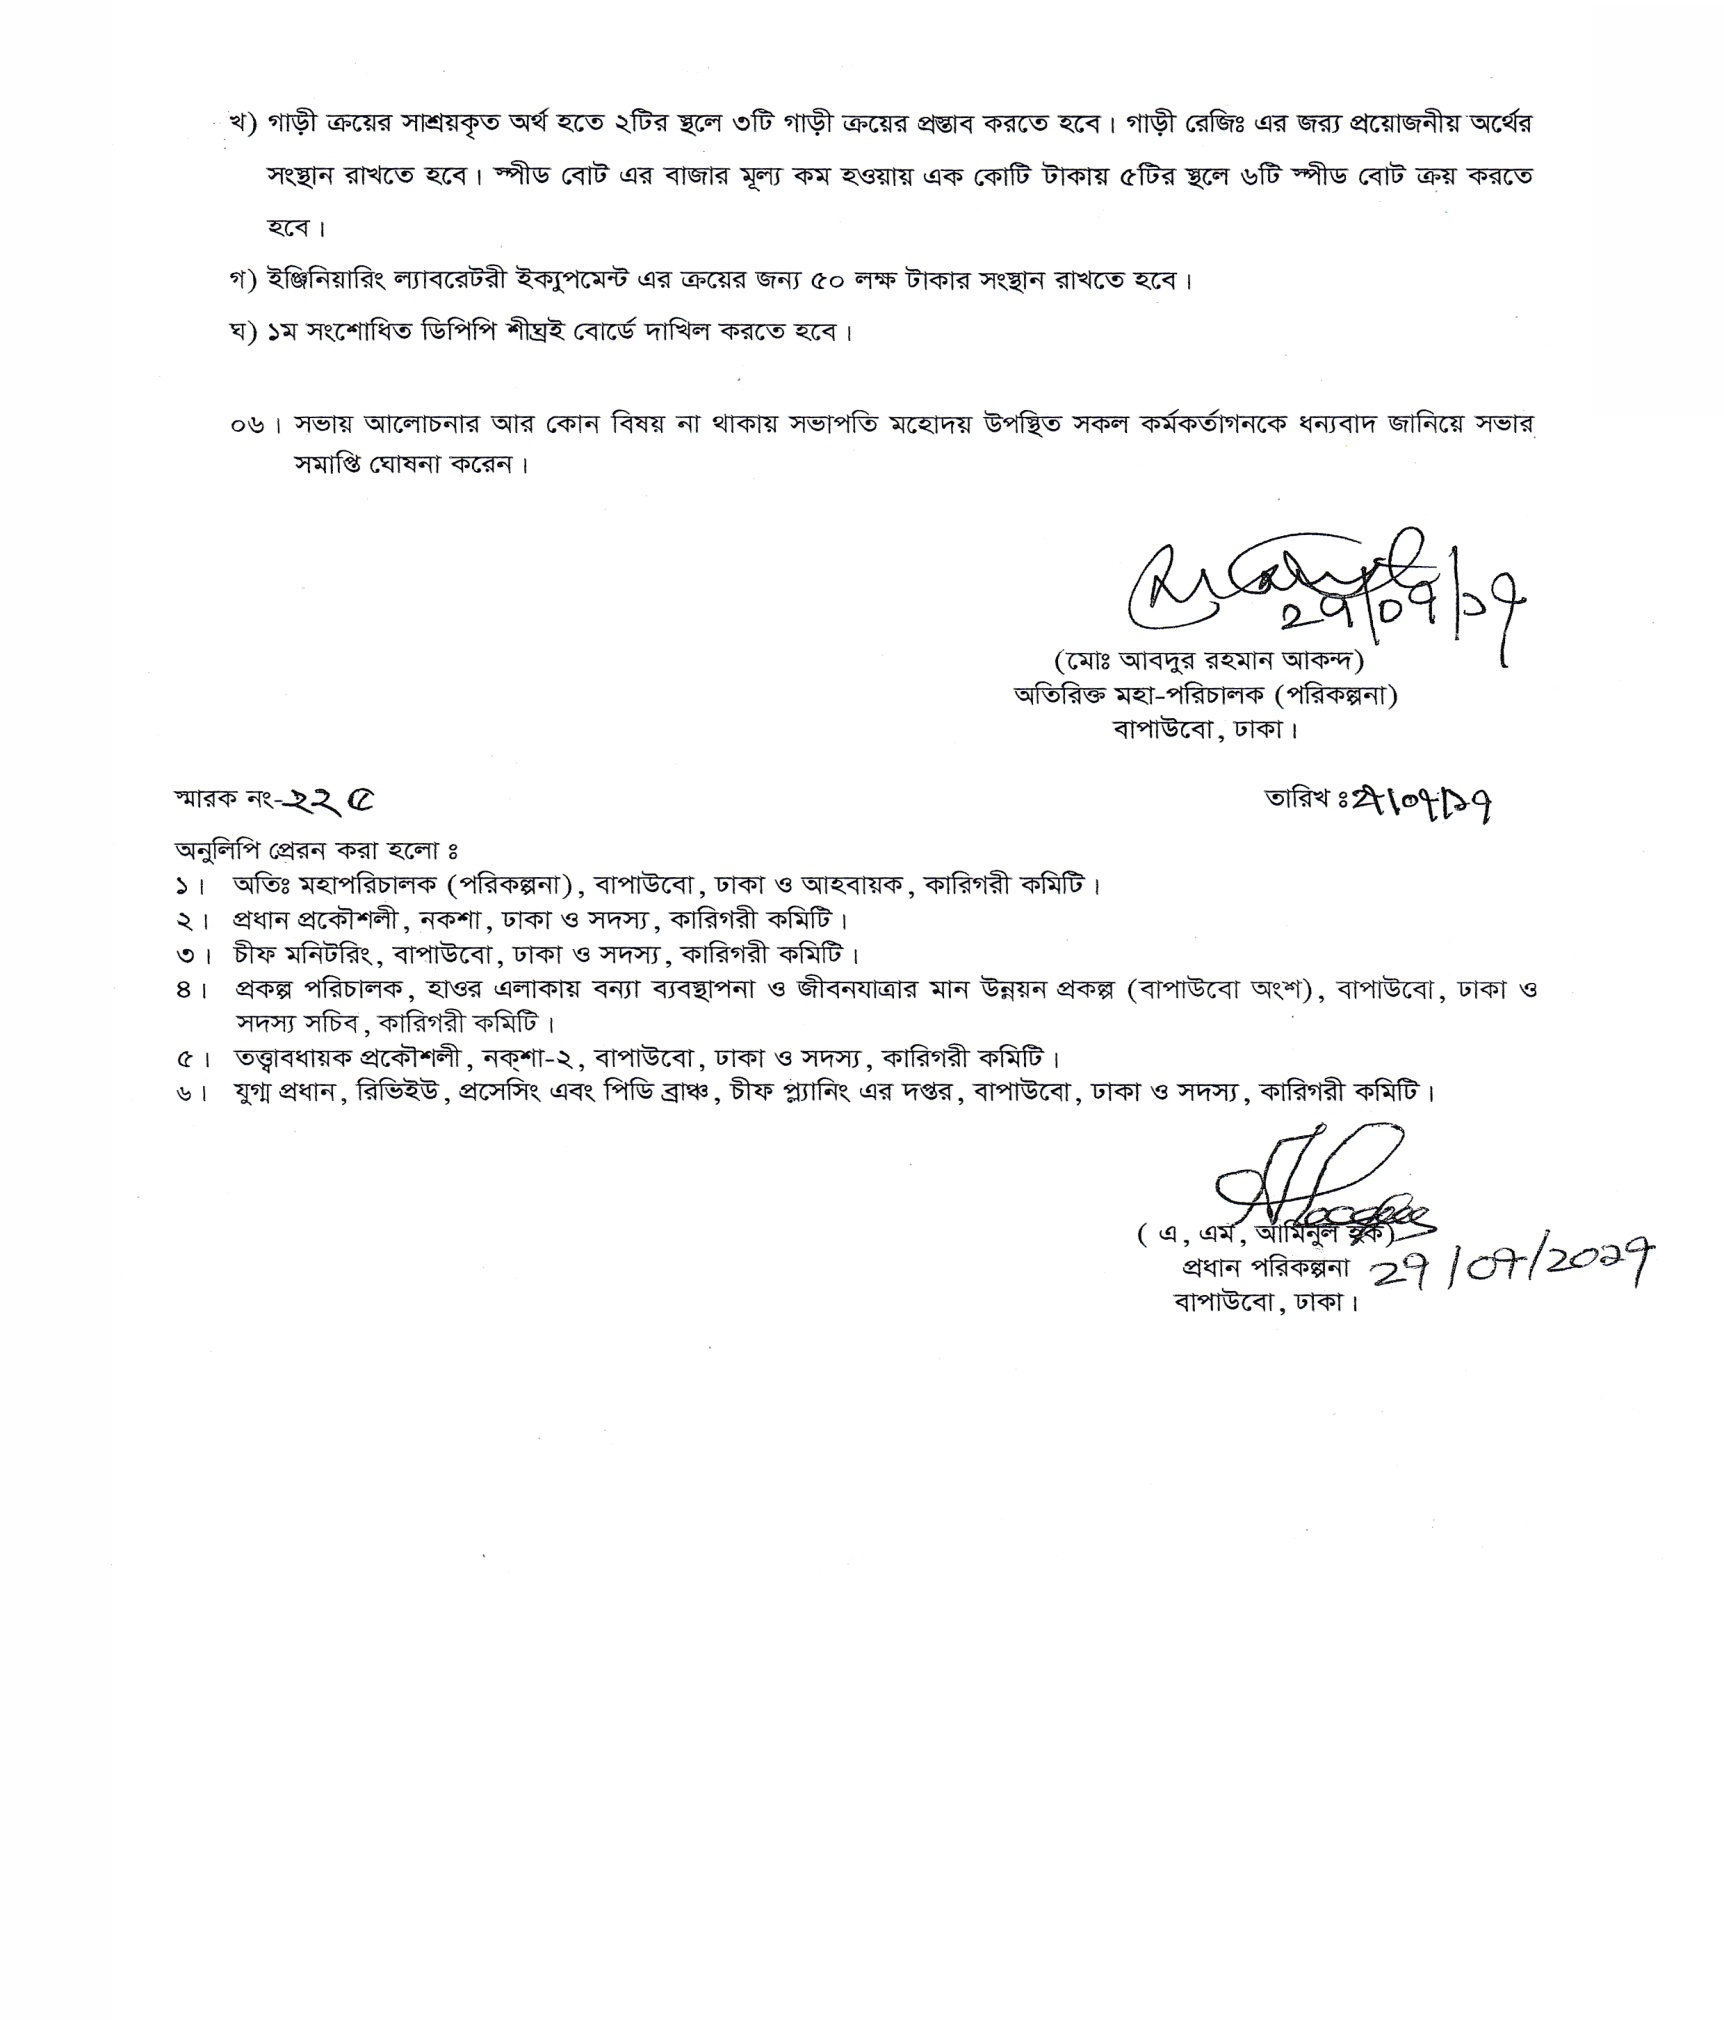 খ) গাড়ী ক্রয়ের সাশ্রয়কৃত অর্থ হতে ২টির স্থলে ৩টি গাড়ী ক্রয়ের প্রস্তাব করতে হবে। গাড়ী রেজিঃ এর জর‍্য প্রয়োজনীয় অর্থের
সংস্থান রাখতে হবে। স্পীড বোট এর বাজার মূল্য কম হওয়ায় এক কোটি টাকায় ৫টির স্থলে ৬টি স্পীড বোট ক্রয় করতে
হবে।
গ) ইঞ্জিনিয়ারিং ল্যাবরেটরী ইক্যুপমেন্ট এর ক্রয়ের জন্য ৫০ লক্ষ টাকার সংস্থান রাখতে হবে।
ঘ) ১ম সংশোধিত ডিপিপি শীঘ্রই বোর্ডে দাখিল করতে হবে।
০৬। সভায় আলোচনার আর কোন বিষয় না থাকায় সভাপতি মহোদয় উপস্থিত সকল কর্মকর্তাগনকে ধন্যবাদ জানিয়ে সভার
সমাপ্তি ঘোষনা করেন।
(মোঃ আবদুর রহমান আকন্দ)
অতিরিক্ত মহা-পরিচালক (পরিকল্পনা)
বাপাউবো, ঢাকা।
স্মারক নং-২২৫ তারিখ ঃ
অনুলিপি প্রেরন করা হলো ঃ
১। অতিঃ মহাপরিচালক (পরিকল্পনা), বাপাউবো, ঢাকা ও আহবায়ক, কারিগরী কমিটি।
২। প্রধান প্রকৌশলী, নকশা, ঢাকা ও সদস্য, কারিগরী কমিটি।
৩। চীফ মনিটরিং, বাপাউবো, ঢাকা ও সদস্য, কারিগরী কমিটি।
৪। প্রকল্প পরিচালক, হাওর এলাকায় বন্যা ব্যবস্থাপনা ও জীবনযাত্রার মান উন্নয়ন প্রকল্প (বাপাউবো অংশ), বাপাউবো, ঢাকা ও
সদস্য সচিব, কারিগরী কমিটি।
৫। তত্ত্বাবধায়ক প্রকৌশলী, নক্‌শা-২, বাপাউবো, ঢাকা ও সদস্য, কারিগরী কমিটি।
৬। যুগ্ম প্রধান, রিভিইউ, প্রসেসিং এবং পিডি ব্রাঞ্চ, চীফ প্ল্যানিং এর দপ্তর, বাপাউবো, ঢাকা ও সদস্য, কারিগরী কমিটি।
( এ, এম, আমিনুল হক)
প্রধান পরিকল্পনা
বাপাউবো, ঢাকা।